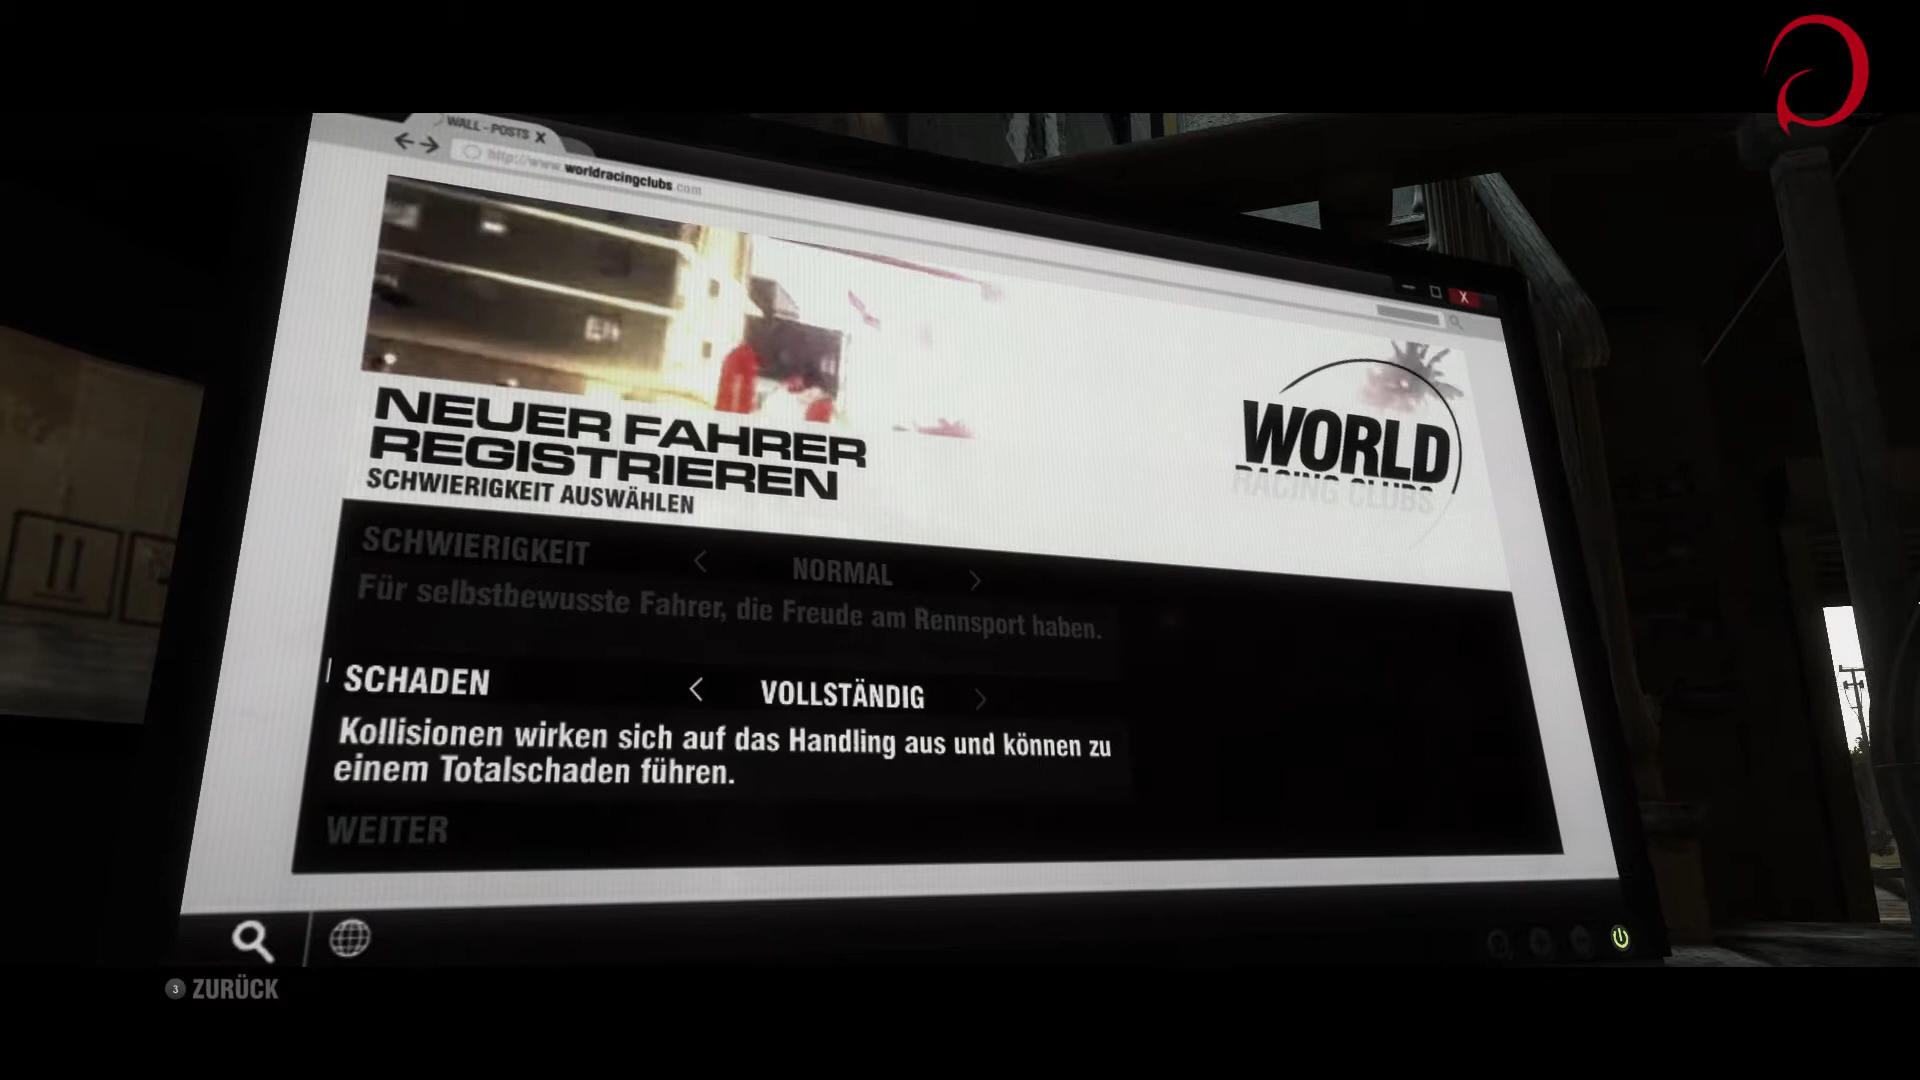 WALL - POSTS X
http://www.worldracingclubs.com
X
NEUER FAHRER
REGISTRIEREN
SCHWIERIGKEIT AUSWÄHLEN
WORLD
RACING CLUBS
SCHWIERIGKEIT < NORMAL >
Für selbstbewusste Fahrer, die Freude am Rennsport haben.
SCHADEN < VOLLSTÄNDIG >
Kollisionen wirken sich auf das Handling aus und können zu
einem Totalschaden führen.
WEITER
3 ZURÜCK